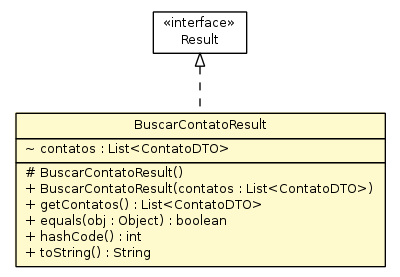 «interface»
Result
BuscarContatoResult
~ contatos : List<ContatoDTO>
# BuscarContatoResult()
+ BuscarContatoResult(contatos : List<ContatoDTO>)
+ getContatos() : List<ContatoDTO>
+ equals(obj : Object) : boolean
+ hashCode() : int
+ toString() : String